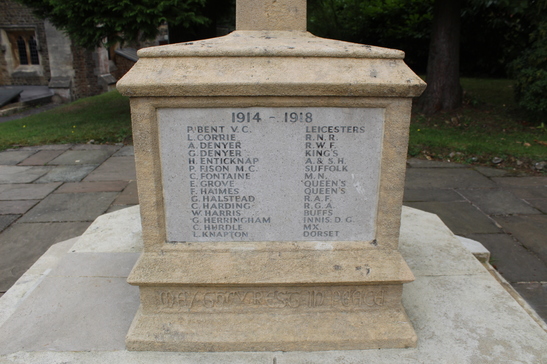 1914 - 1918
P. BENT V.C. LEICESTERS
L. CORRIE R.N.R.
A. DENYER R.W.F.
G. DENYER KING'S
H. ENTICKNAP A. & S.H.
P. FISON M.C. SUFFOLK
C. FONTAINE M.N.
E. GROVE QUEEN'S
F. HAIMES QUEEN'S
G. HALSTEAD R.A.F.
C. HARDING R.G.A.
W. HARRIS BUFFS
G. HERRINGHAM INNIS. D.G.
C. HURDLE MX.
L. KNAPTON DORSET